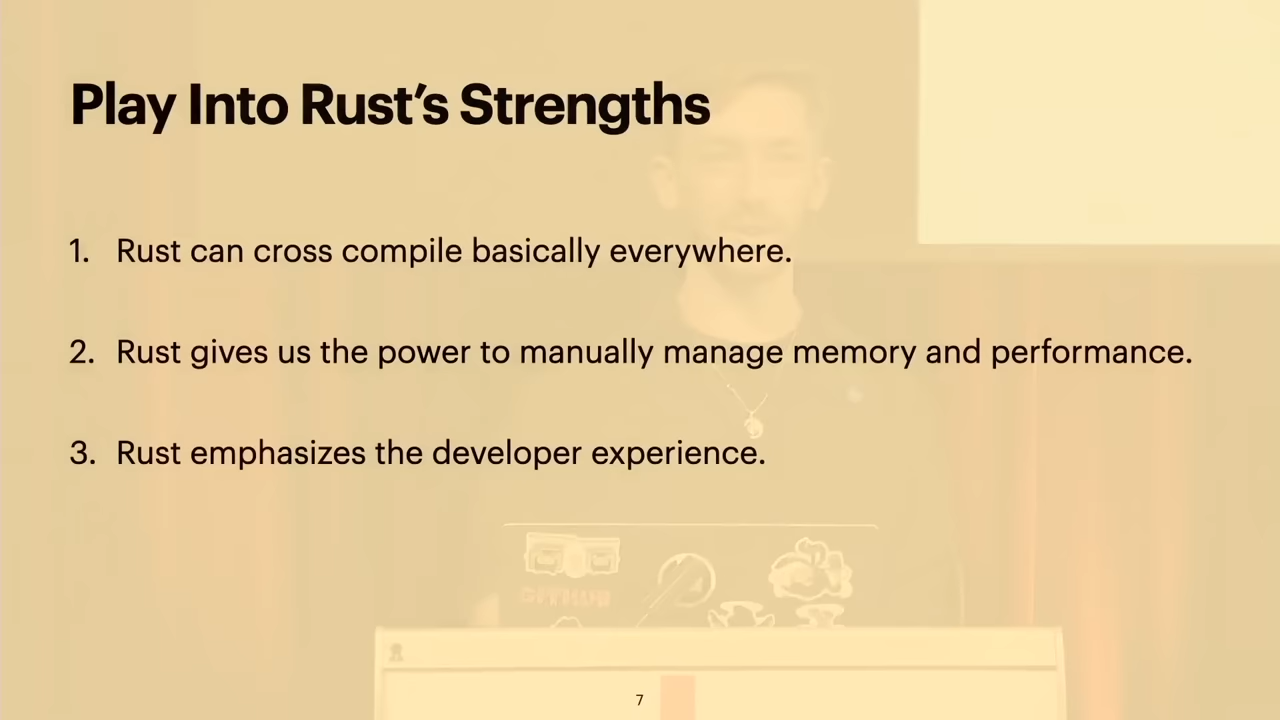 Play Into Rust’s Strengths
1. Rust can cross compile basically everywhere.
2. Rust gives us the power to manually manage memory and performance.
3. Rust emphasizes the developer experience.
GITHUB
7